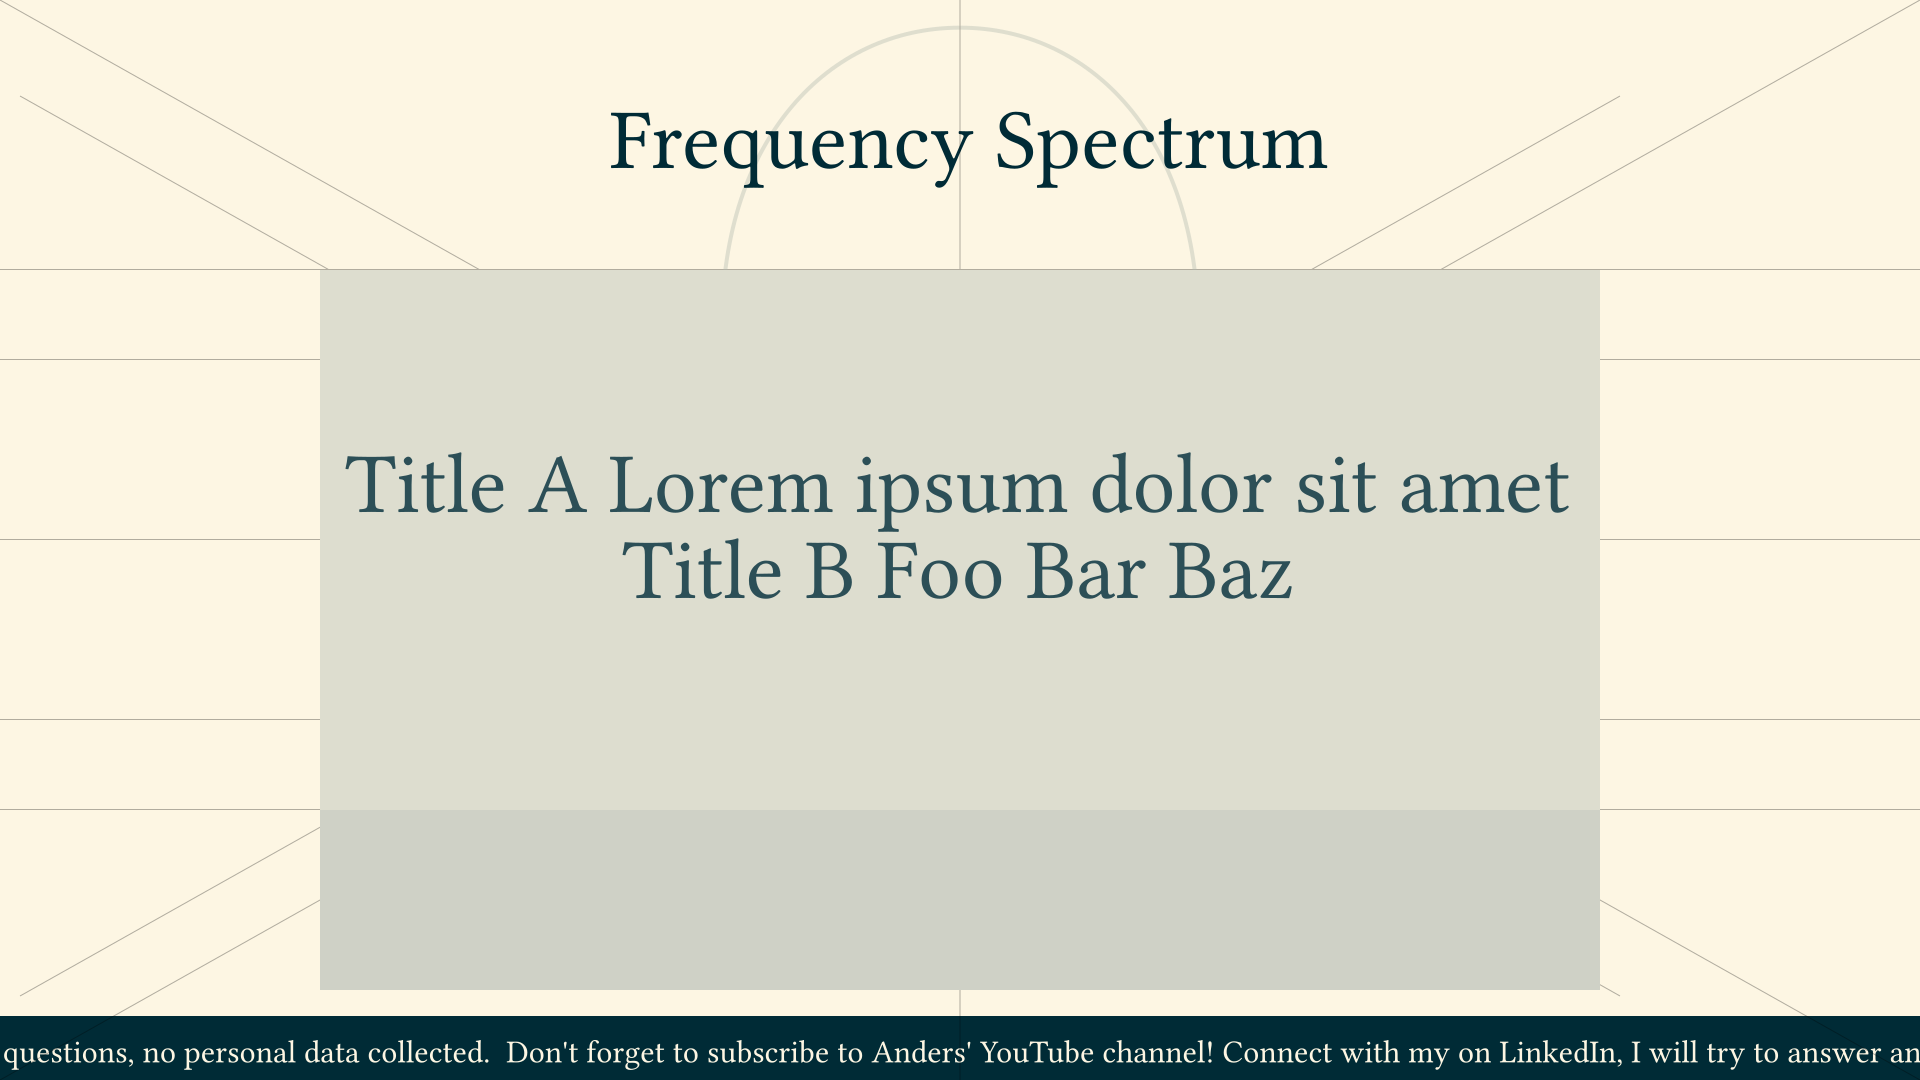 Frequency Spectrum
Title A Lorem ipsum dolor sit amet
Title B Foo Bar Baz
questions, no personal data collected.  Don't forget to subscribe to Anders' YouTube channel! Connect with my on LinkedIn, I will try to answer an